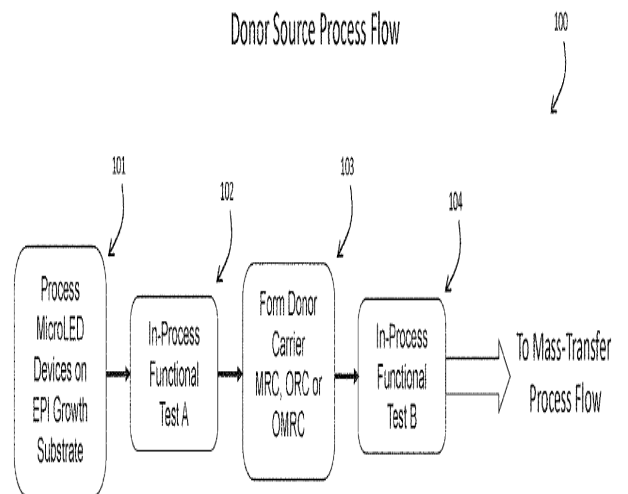 Donor Source Process Flow
100
101
102
103
104
Process
MicroLED
Devices on
EPI Growth
Substrate
In-Process
Functional
Test A
Form Donor
Carrier
MRC, ORC or
OMRC
In-Process
Functional
Test B
To Mass-Transfer
Process Flow